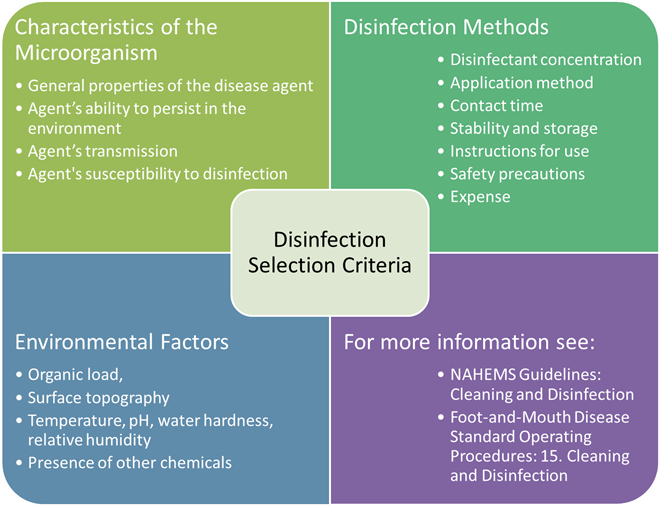 Characteristics of the
Microorganism
• General properties of the disease agent
• Agent’s ability to persist in the
environment
• Agent’s transmission
• Agent's susceptibility to disinfection
Disinfection Methods
• Disinfectant concentration
• Application method
• Contact time
• Stability and storage
• Instructions for use
• Safety precautions
• Expense
Disinfection
Selection Criteria
Environmental Factors
• Organic load,
• Surface topography
• Temperature, pH, water hardness,
relative humidity
• Presence of other chemicals
For more information see:
• NAHEMS Guidelines:
Cleaning and Disinfection
• Foot-and-Mouth Disease
Standard Operating
Procedures: 15. Cleaning
and Disinfection